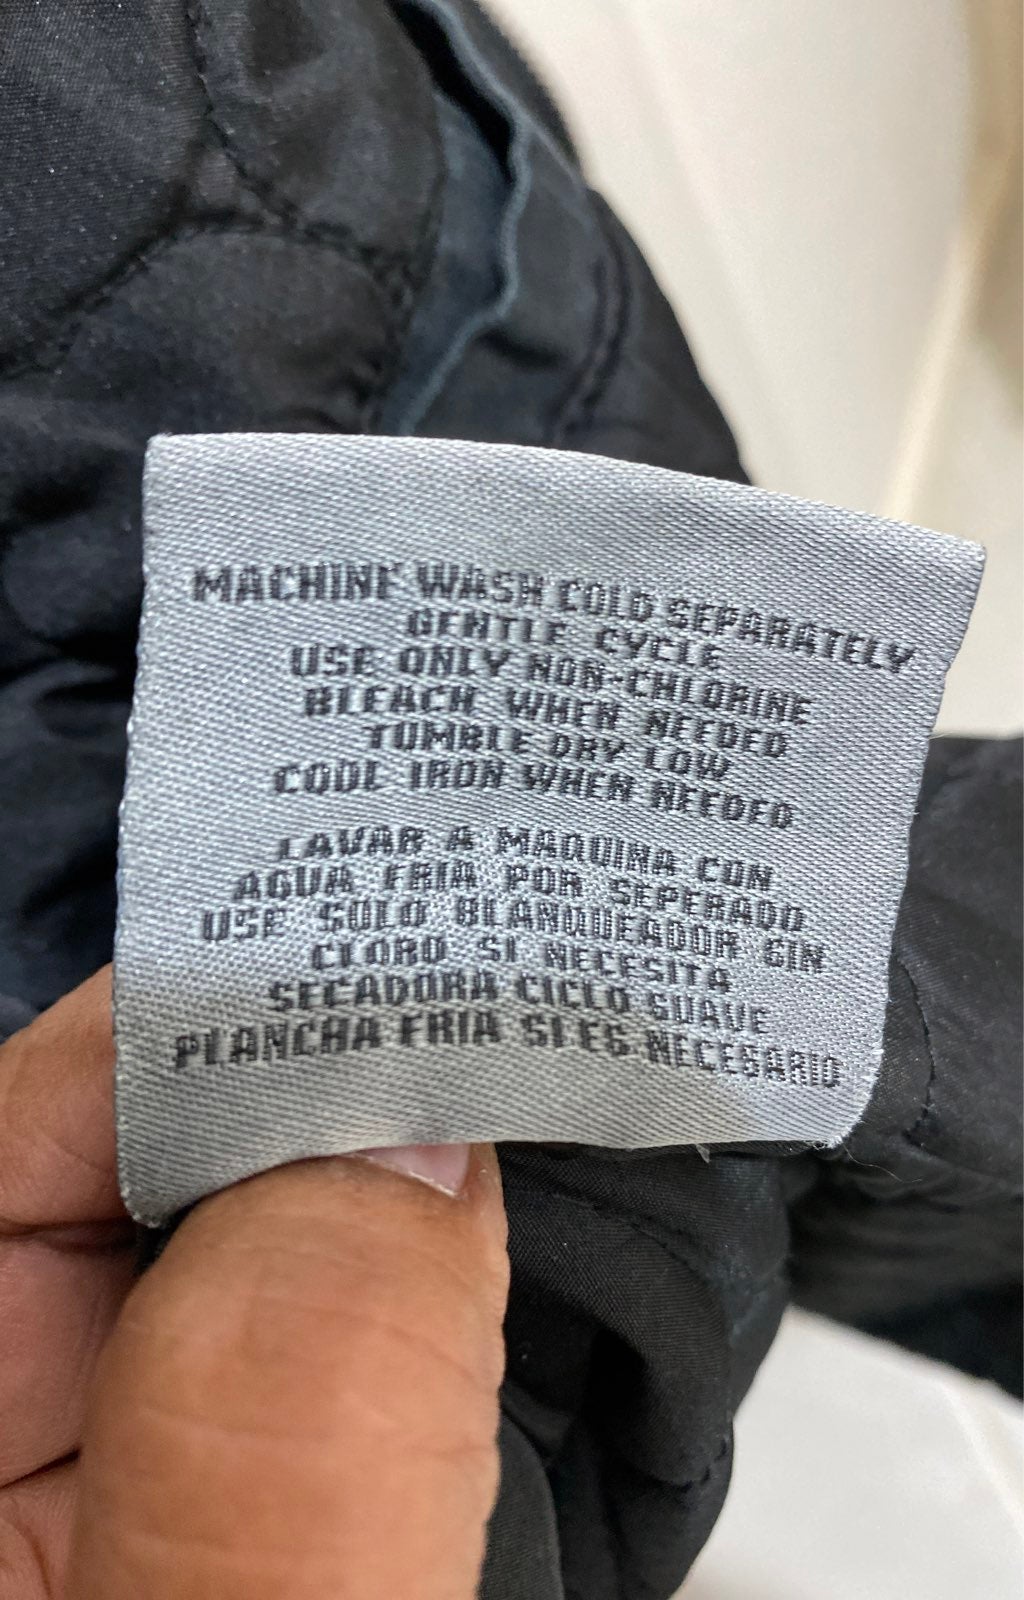 MACHINE WASH COLD SEPARATELY
GENTLE CYCLE
USE ONLY NON-CHLORINE
BLEACH WHEN NEEDED
TUMBLE DRY LOW
COOL IRON WHEN NEEDED
LAVAR A MAQUINA CON
AGUA FRIA POR SEPERADO
USE SOLO BLANQUEADOR SIN
CLORO SI NECESITA
SECADORA CICLO SUAVE
PLANCHA FRIA SI ES NECESARIO